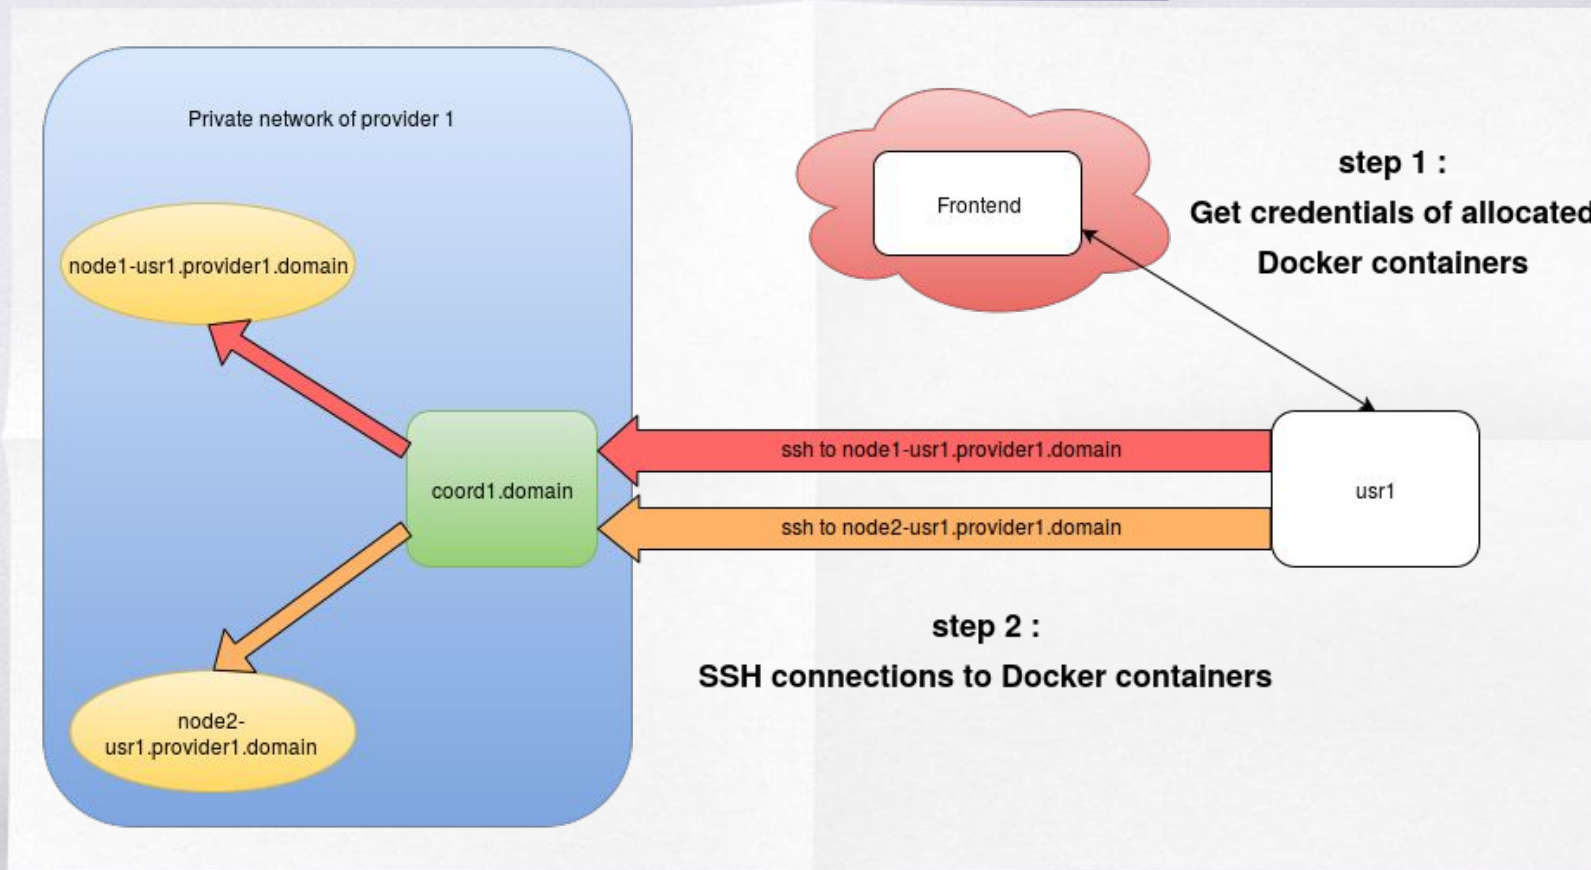 Private network of provider 1
node1-usr1.provider1.domain
Frontend
step 1 :
Get credentials of allocated
Docker containers
coord1.domain
ssh to node1-usr1.provider1.domain
ssh to node2-usr1.provider1.domain
usr1
step 2 :
SSH connections to Docker containers
node2-
usr1.provider1.domain